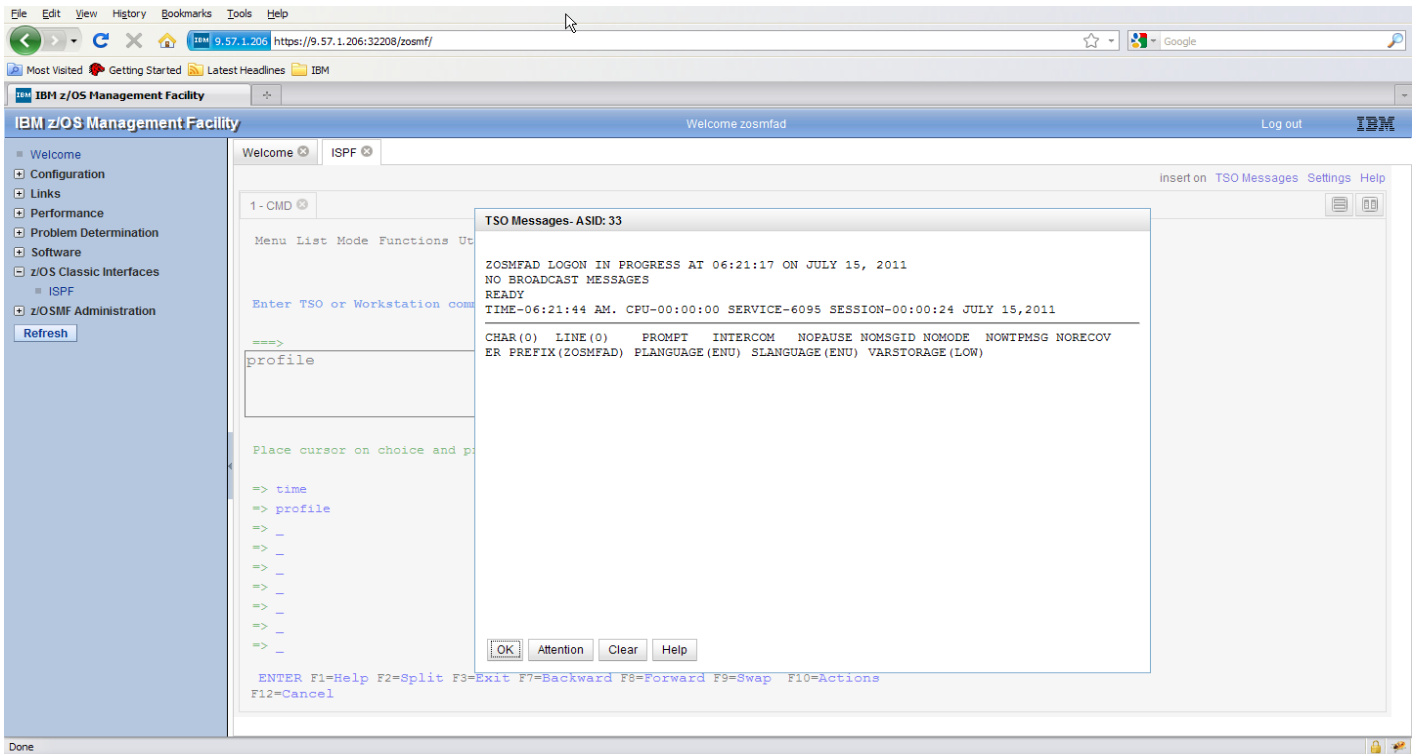 File Edit View History Bookmarks Tools Help
IBM 9.57.1.206 https://9.57.1.206:32208/zosmf/
Google
Most Visited Getting Started Latest Headlines IBM
IBM IBM z/OS Management Facility
IBM z/OS Management Facility Welcome zosmfad Log out IBM
Welcome
Configuration
Links
Performance
Problem Determination
Software
z/OS Classic Interfaces
ISPF
z/OSMF Administration
Refresh
Welcome ISPF
insert on TSO Messages Settings Help
1 - CMD
Menu List Mode Functions Ut
Enter TSO or Workstation com
===>
profile
Place cursor on choice and p
=> time
=> profile
=> _
=> _
=> _
=> _
=> _
=> _
=> _
ENTER F1=Help F2=Split F3=Exit F7=Backward F8=Forward F9=Swap F10=Actions
F12=Cancel
TSO Messages- ASID: 33
ZOSMFAD LOGON IN PROGRESS AT 06:21:17 ON JULY 15, 2011
NO BROADCAST MESSAGES
READY
TIME-06:21:44 AM. CPU-00:00:00 SERVICE-6095 SESSION-00:00:24 JULY 15,2011
CHAR(0) LINE(0) PROMPT INTERCOM NOPAUSE NOMSGID NOMODE NOWTPMSG NORECOV
ER PREFIX(ZOSMFAD) PLANGUAGE(ENU) SLANGUAGE(ENU) VARSTORAGE(LOW)
OK Attention Clear Help
Done